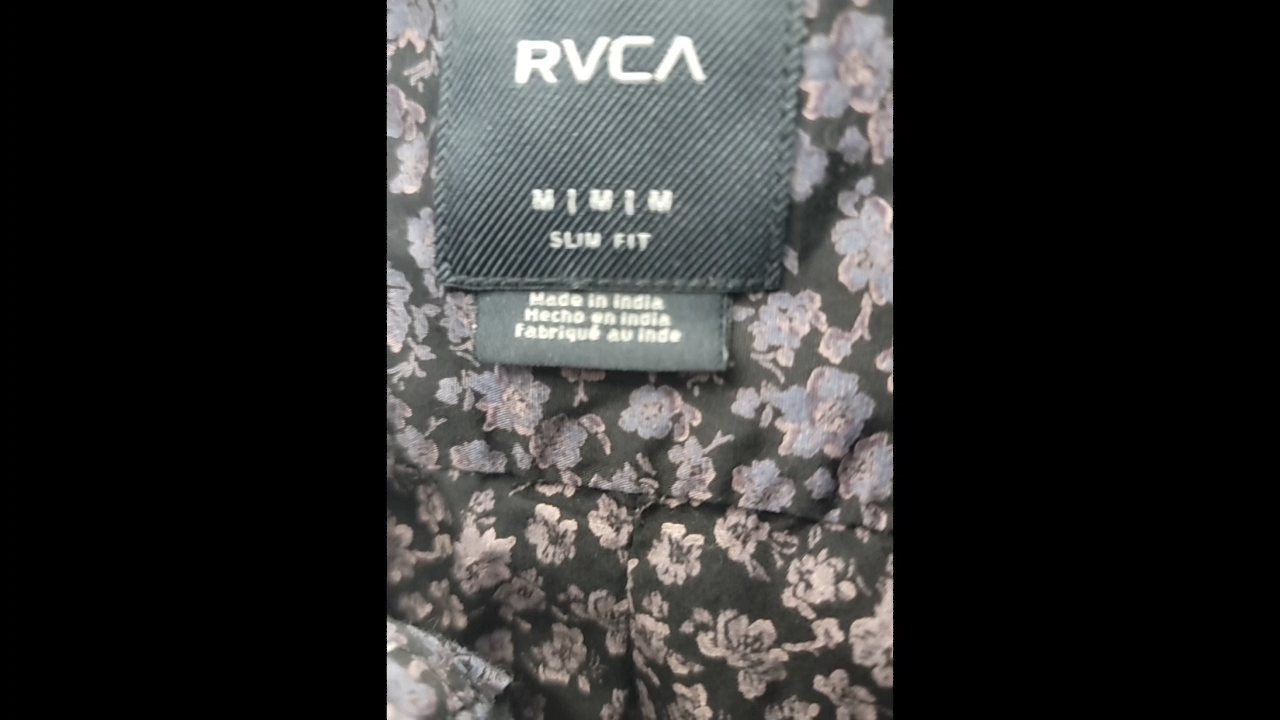 RVCA
M | M | M
SLIM FIT
Made in India
Hecho en India
Fabriqué au Inde